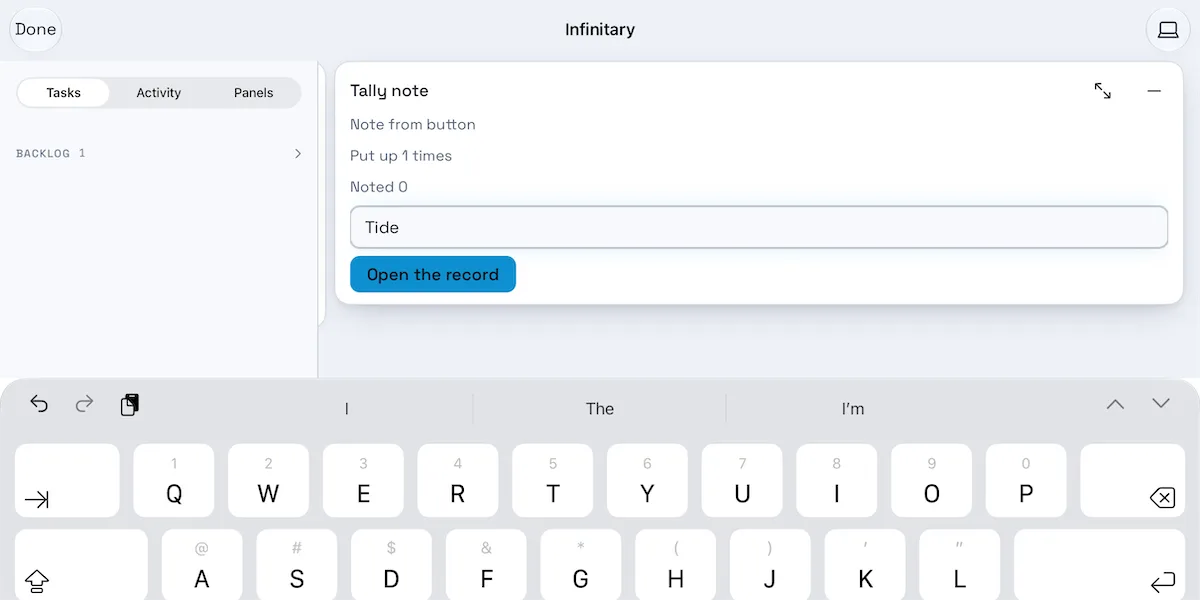 Done
Infinitary
Tasks Activity Panels
BACKLOG 1
Tally note
Note from button
Put up 1 times
Noted 0
Tide
Open the record
I The I'm
1 2 3 4 5 6 7 8 9 0
Q W E R T Y U I O P
@ # $ & * ( ) ' "
A S D F G H J K L